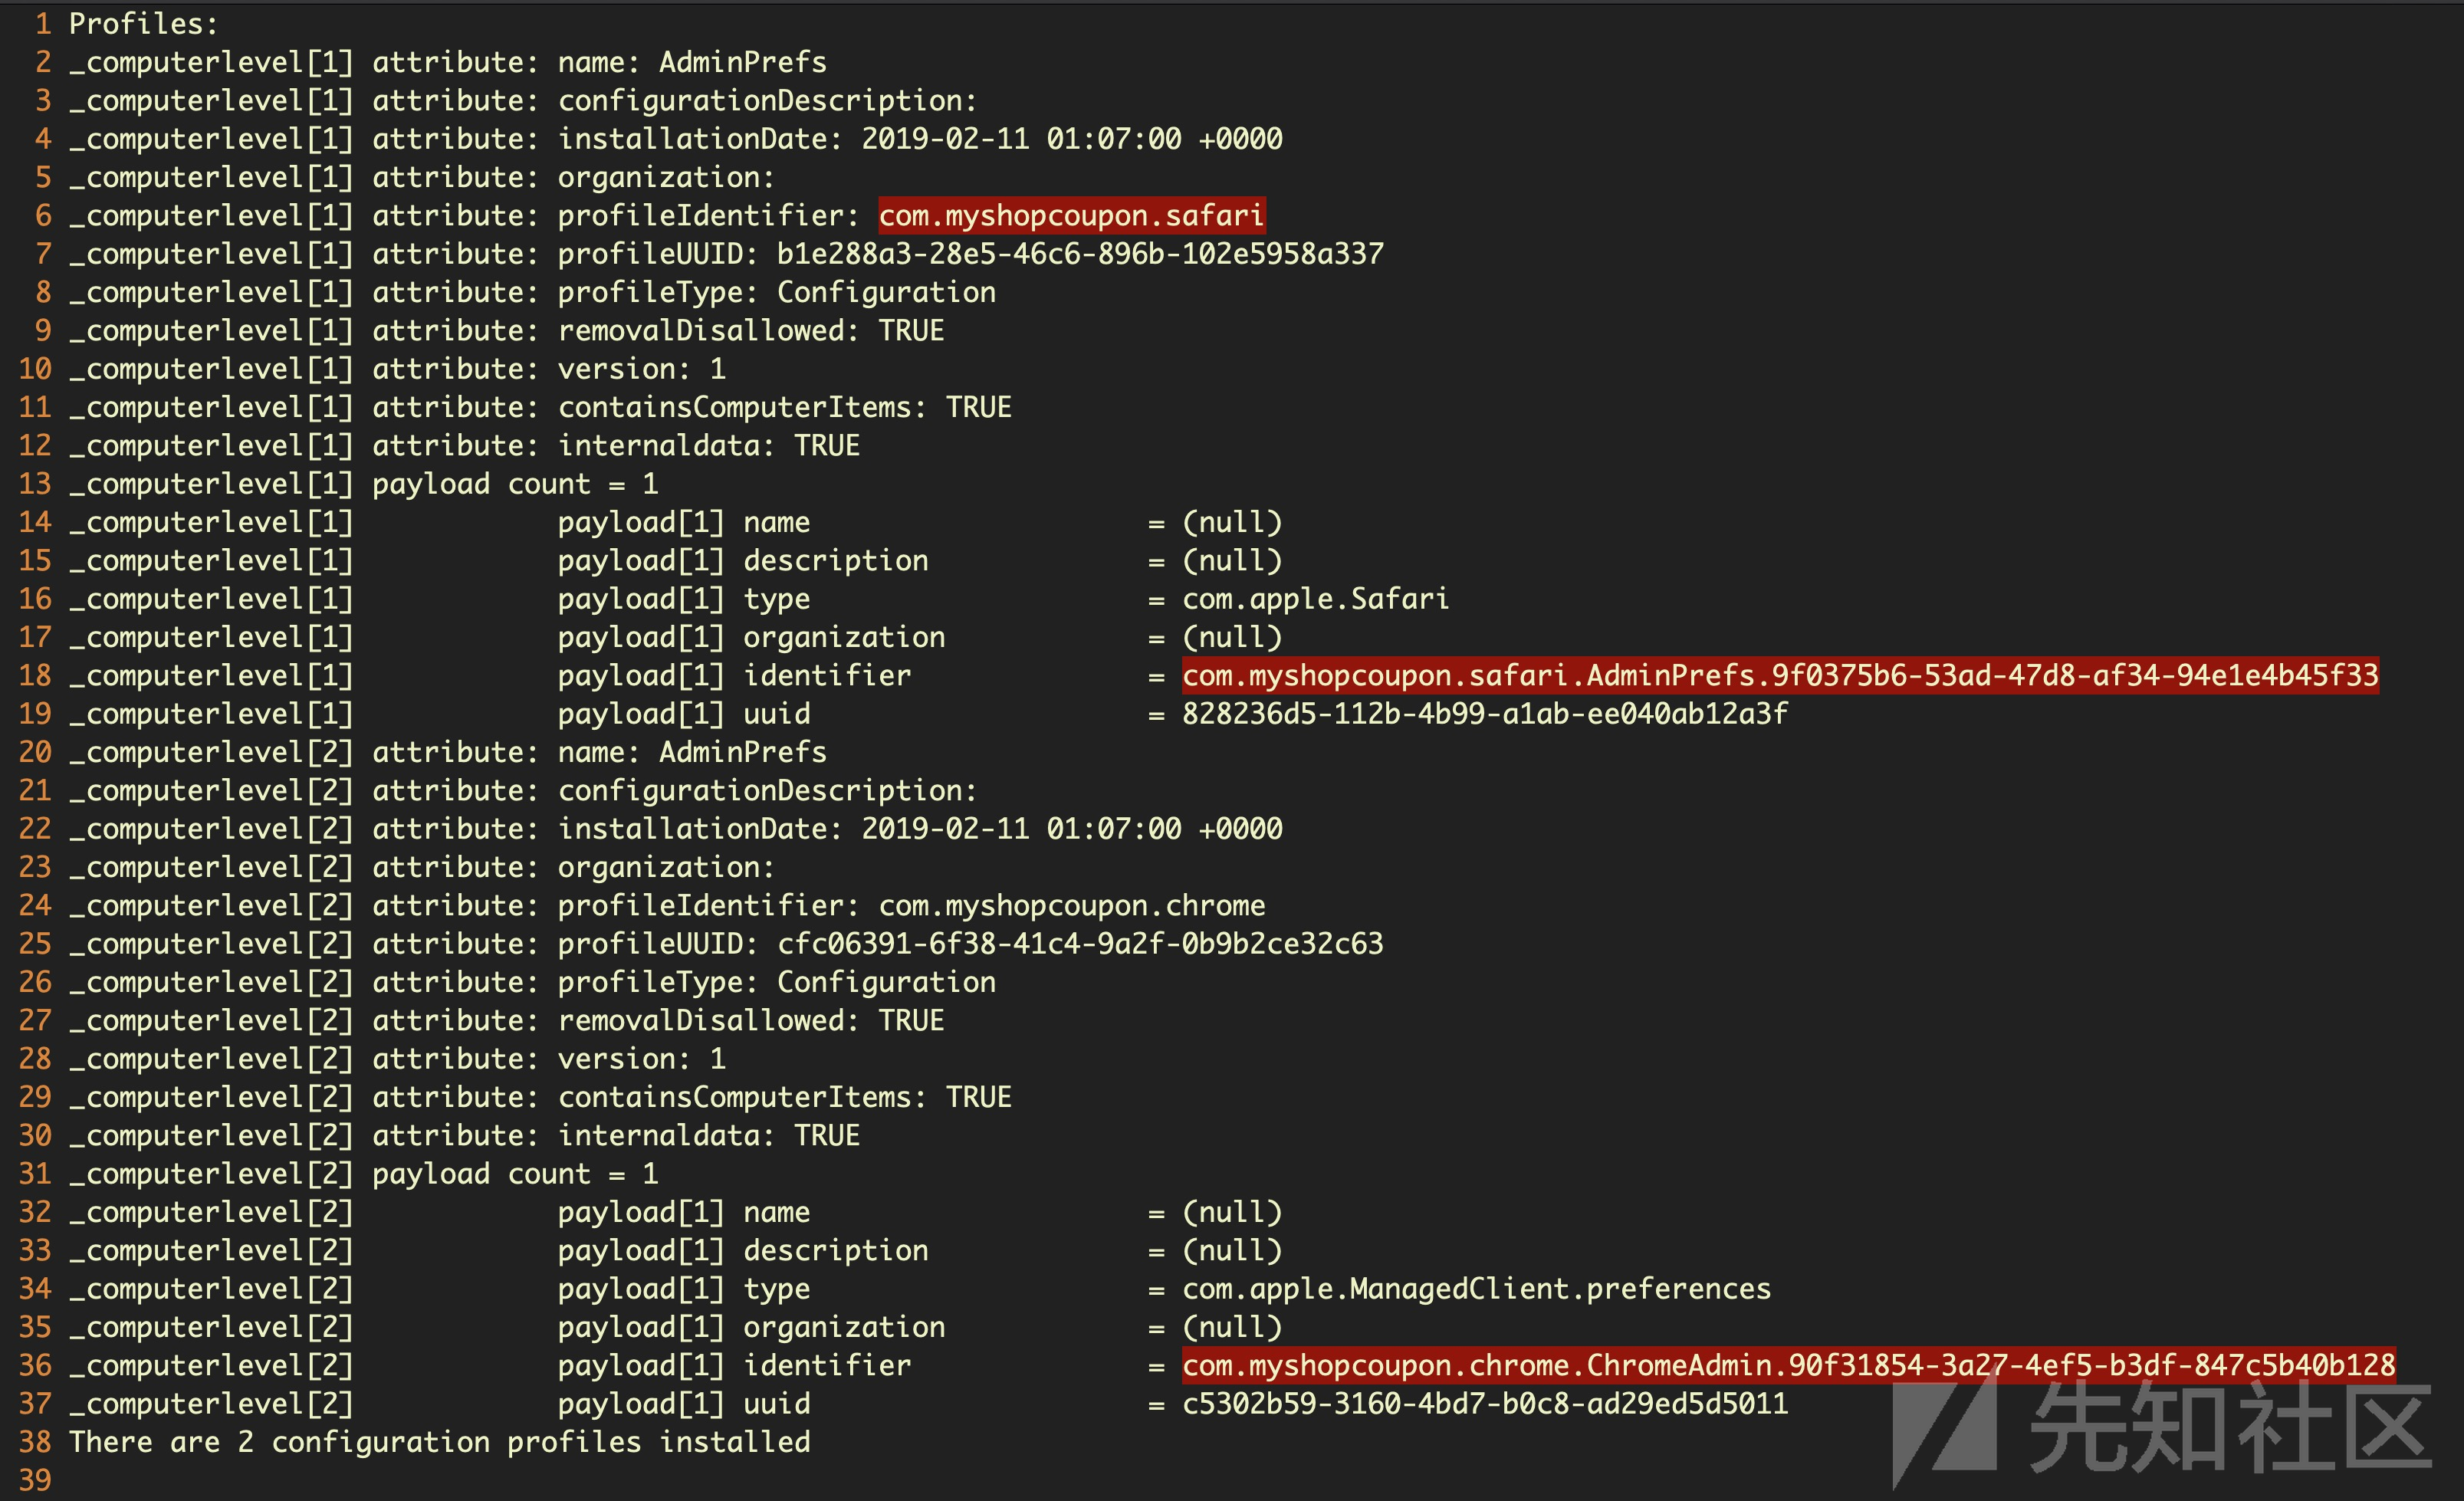 1 Profiles:
2 _computerlevel[1] attribute: name: AdminPrefs
3 _computerlevel[1] attribute: configurationDescription:
4 _computerlevel[1] attribute: installationDate: 2019-02-11 01:07:00 +0000
5 _computerlevel[1] attribute: organization:
6 _computerlevel[1] attribute: profileIdentifier: com.myshopcoupon.safari
7 _computerlevel[1] attribute: profileUUID: b1e288a3-28e5-46c6-896b-102e5958a337
8 _computerlevel[1] attribute: profileType: Configuration
9 _computerlevel[1] attribute: removalDisallowed: TRUE
10 _computerlevel[1] attribute: version: 1
11 _computerlevel[1] attribute: containsComputerItems: TRUE
12 _computerlevel[1] attribute: internaldata: TRUE
13 _computerlevel[1] payload count = 1
14 _computerlevel[1]            payload[1] name                    = (null)
15 _computerlevel[1]            payload[1] description             = (null)
16 _computerlevel[1]            payload[1] type                    = com.apple.Safari
17 _computerlevel[1]            payload[1] organization            = (null)
18 _computerlevel[1]            payload[1] identifier              = com.myshopcoupon.safari.AdminPrefs.9f0375b6-53ad-47d8-af34-94e1e4b45f33
19 _computerlevel[1]            payload[1] uuid                    = 828236d5-112b-4b99-a1ab-ee040ab12a3f
20 _computerlevel[2] attribute: name: AdminPrefs
21 _computerlevel[2] attribute: configurationDescription:
22 _computerlevel[2] attribute: installationDate: 2019-02-11 01:07:00 +0000
23 _computerlevel[2] attribute: organization:
24 _computerlevel[2] attribute: profileIdentifier: com.myshopcoupon.chrome
25 _computerlevel[2] attribute: profileUUID: cfc06391-6f38-41c4-9a2f-0b9b2ce32c63
26 _computerlevel[2] attribute: profileType: Configuration
27 _computerlevel[2] attribute: removalDisallowed: TRUE
28 _computerlevel[2] attribute: version: 1
29 _computerlevel[2] attribute: containsComputerItems: TRUE
30 _computerlevel[2] attribute: internaldata: TRUE
31 _computerlevel[2] payload count = 1
32 _computerlevel[2]            payload[1] name                    = (null)
33 _computerlevel[2]            payload[1] description             = (null)
34 _computerlevel[2]            payload[1] type                    = com.apple.ManagedClient.preferences
35 _computerlevel[2]            payload[1] organization            = (null)
36 _computerlevel[2]            payload[1] identifier              = com.myshopcoupon.chrome.ChromeAdmin.90f31854-3a27-4ef5-b3df-847c5b40b128
37 _computerlevel[2]            payload[1] uuid                    = c5302b59-3160-4bd7-b0c8-ad29ed5d5011
38 There are 2 configuration profiles installed
39
先知社区